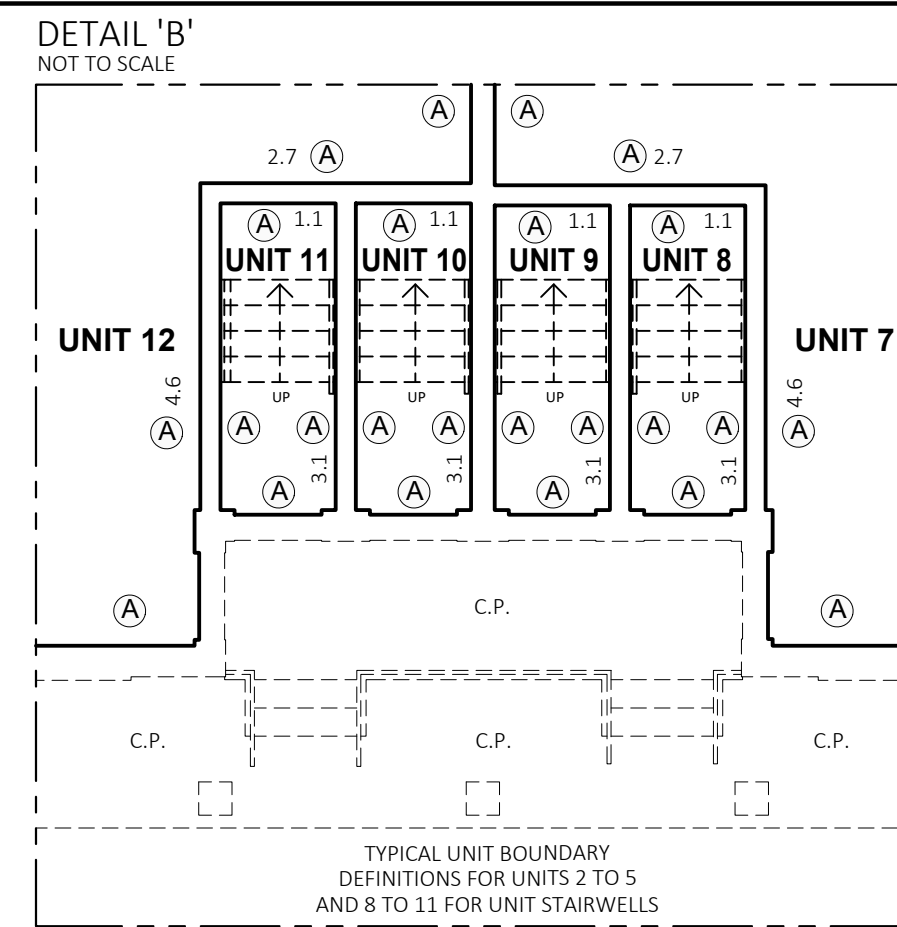 DETAIL 'B'
NOT TO SCALE
A A
2.7 A A 2.7
A 1.1 A 1.1 A 1.1 A 1.1
UNIT 11 UNIT 10 UNIT 9 UNIT 8
UNIT 12 UNIT 7
4.6 4.6
UP UP UP UP
A A A A A A A A A A
3.1 3.1 3.1 3.1
A A A A
C.P.
A A
C.P. C.P. C.P.
TYPICAL UNIT BOUNDARY
DEFINITIONS FOR UNITS 2 TO 5
AND 8 TO 11 FOR UNIT STAIRWELLS